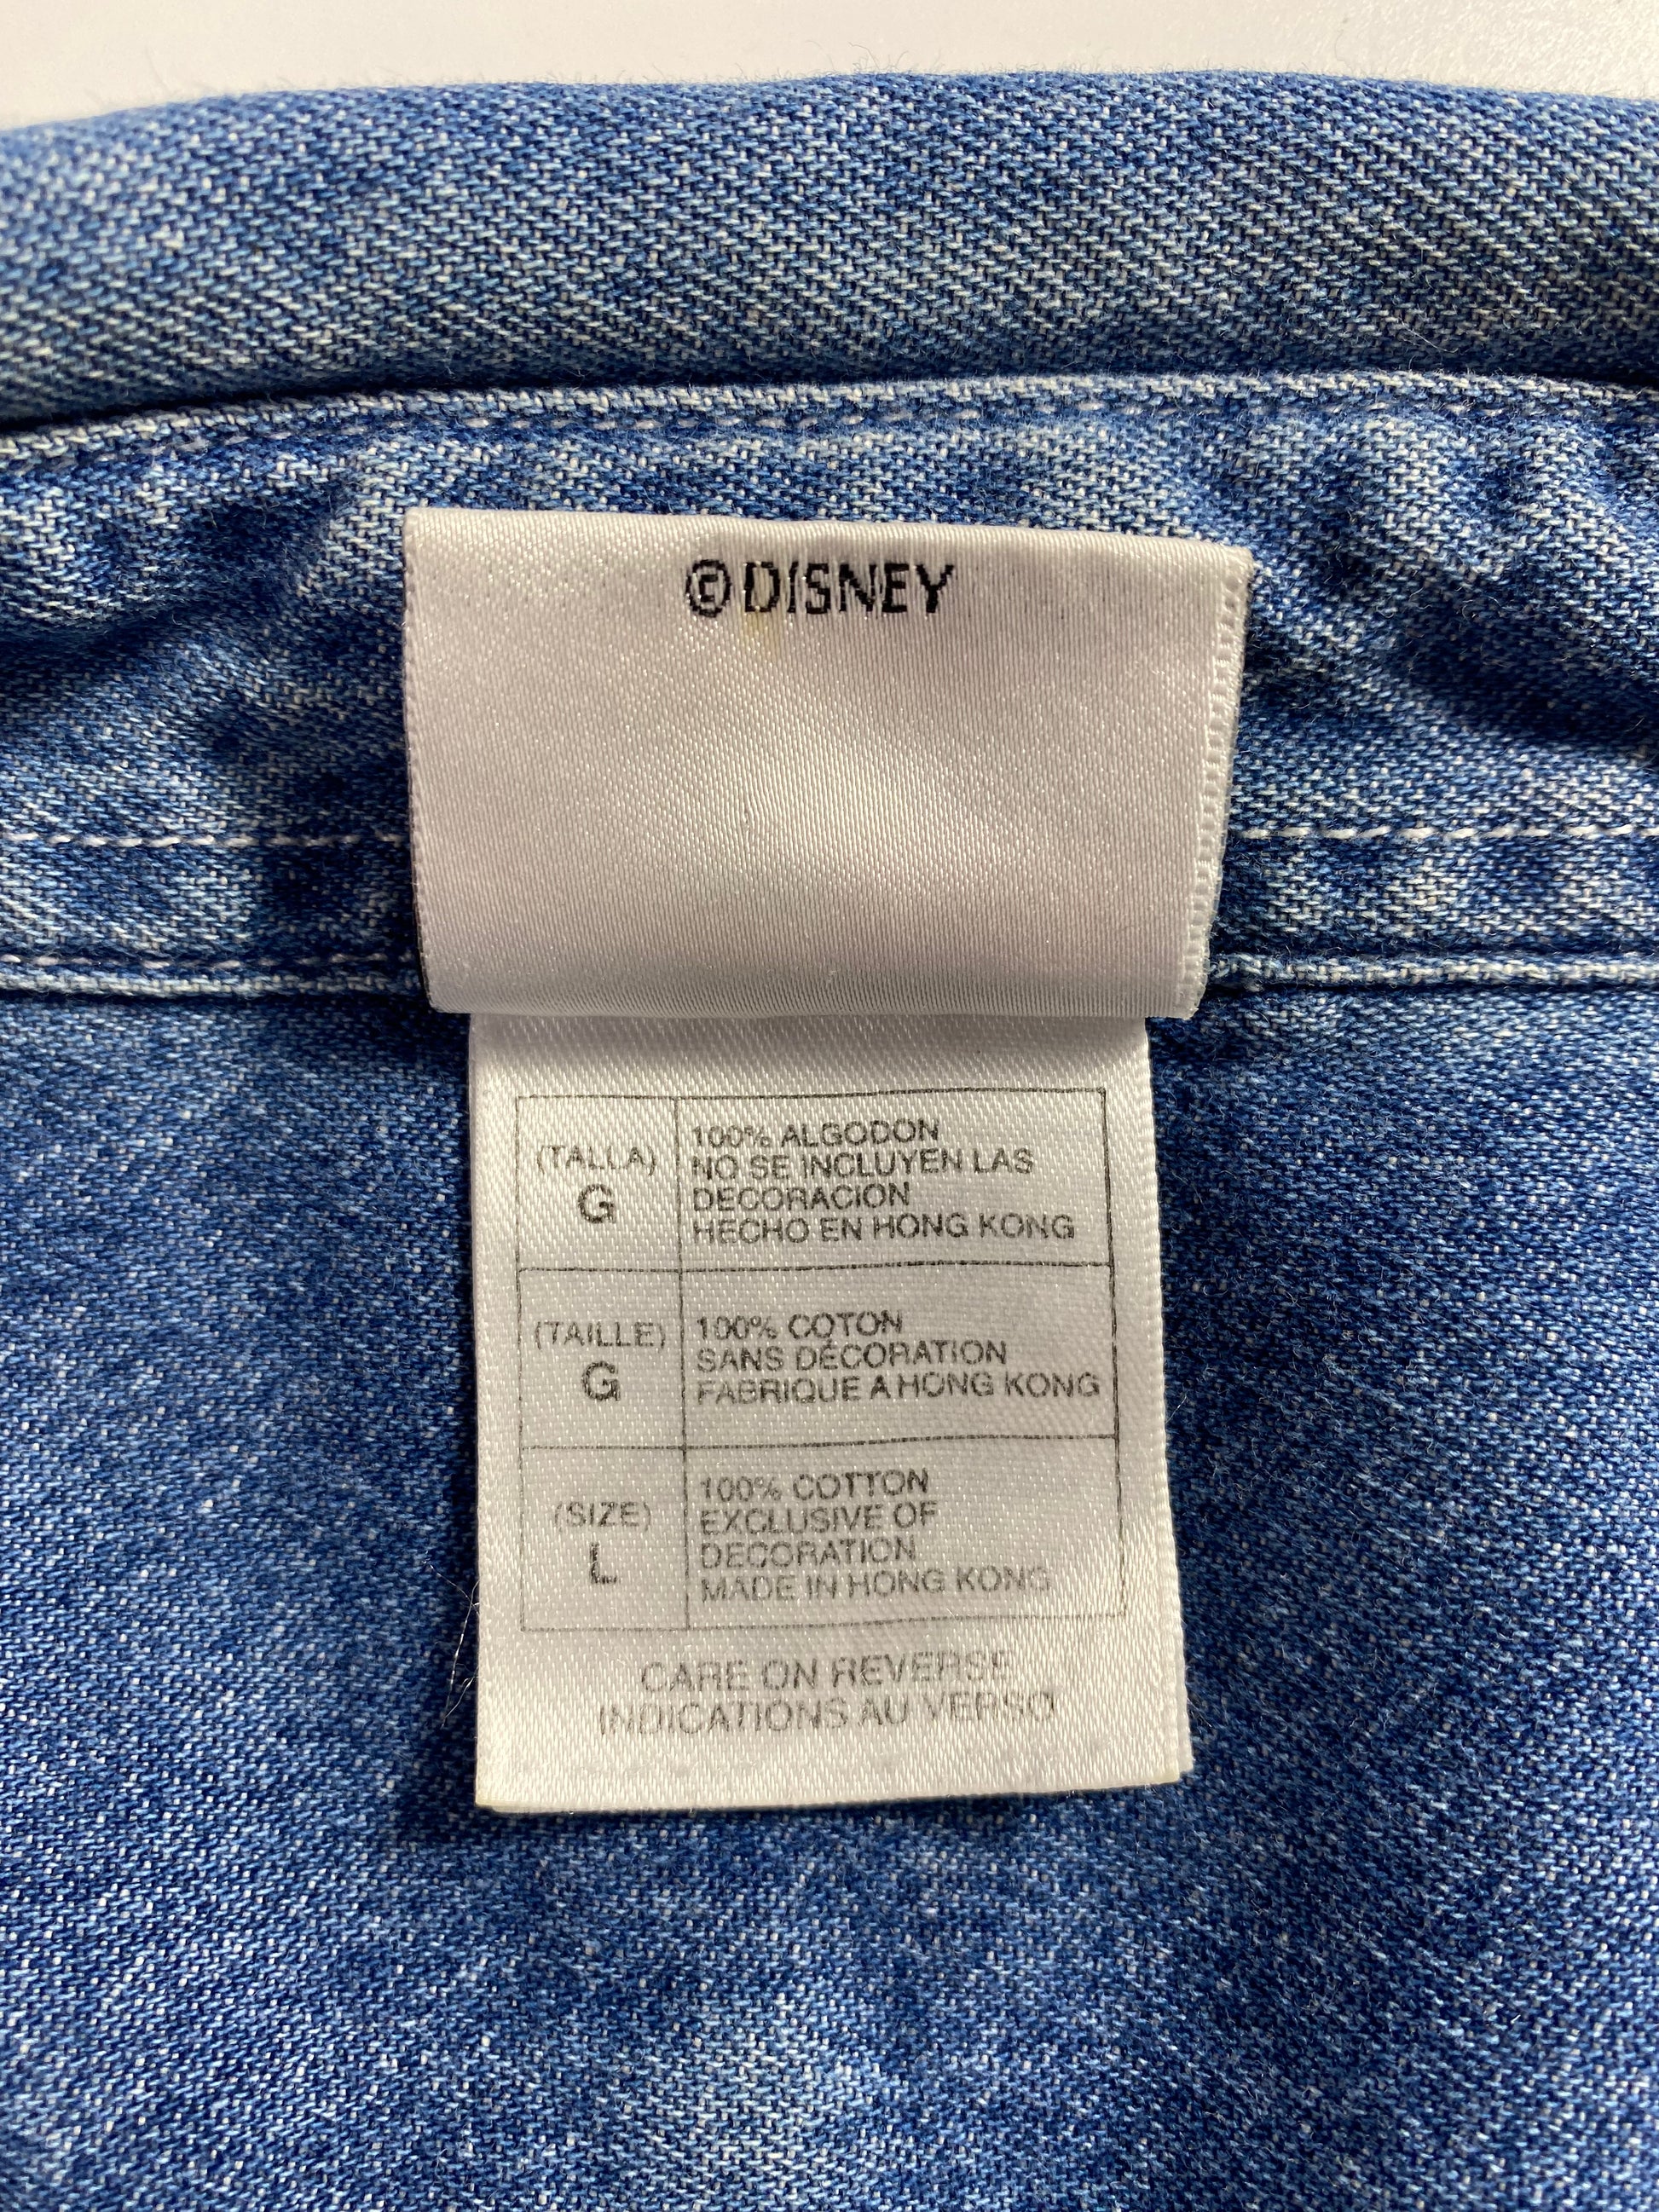 ©DISNEY
(TALLA)
G
100% ALGODON
NO SE INCLUYEN LAS
DECORACION
HECHO EN HONG KONG
(TAILLE)
G
100% COTON
SANS DÉCORATION
FABRIQUE A HONG KONG
(SIZE)
L
100% COTTON
EXCLUSIVE OF
DECORATION
MADE IN HONG KONG
CARE ON REVERSE
INDICATIONS AU VERSO